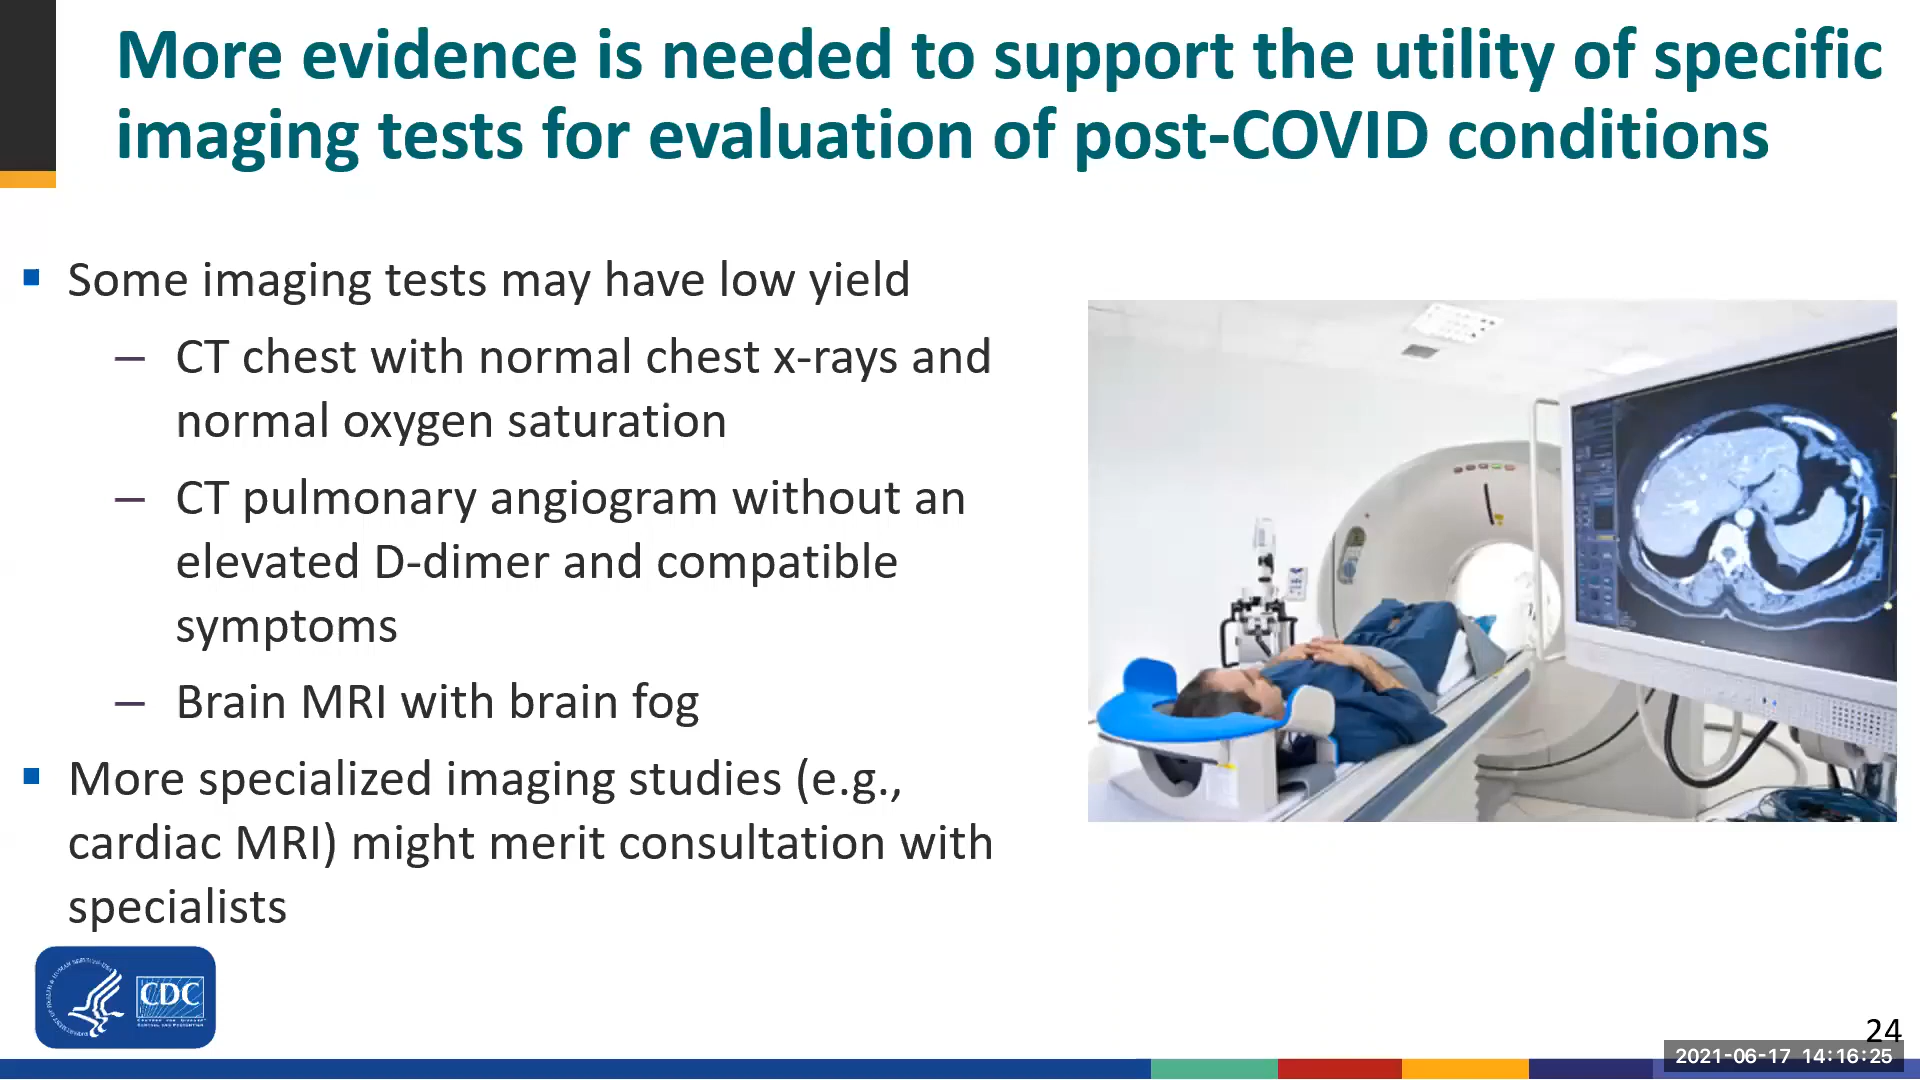 More evidence is needed to support the utility of specific
imaging tests for evaluation of post-COVID conditions
Some imaging tests may have low yield
– CT chest with normal chest x-rays and
normal oxygen saturation
– CT pulmonary angiogram without an
elevated D-dimer and compatible
symptoms
– Brain MRI with brain fog
More specialized imaging studies (e.g.,
cardiac MRI) might merit consultation with
specialists
CDC
24
2021-06-17 14:16:25